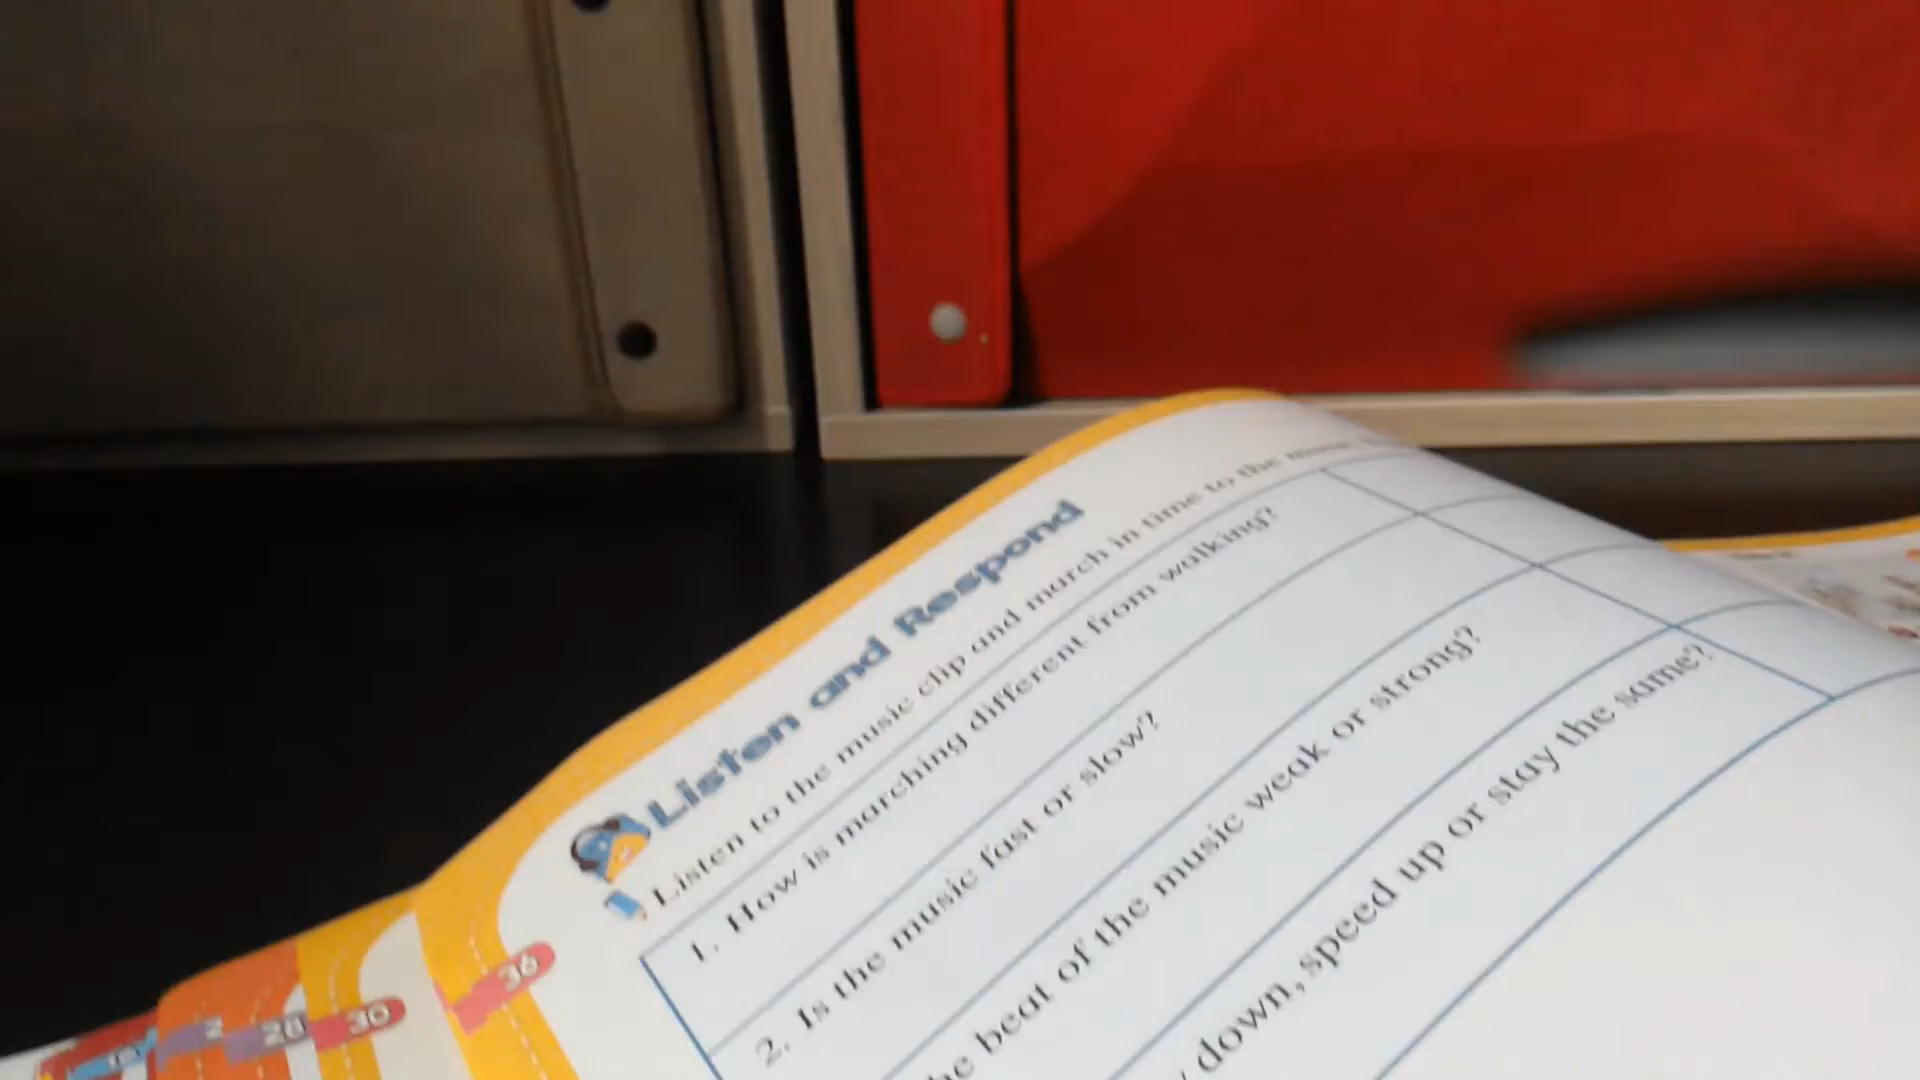 Listen and Respond
Listen to the music clip and march in time to the music
1. How is marching different from walking?
2. Is the music fast or slow?
beat of the music weak or strong?
down, speed up or stay the same?
36
30
28